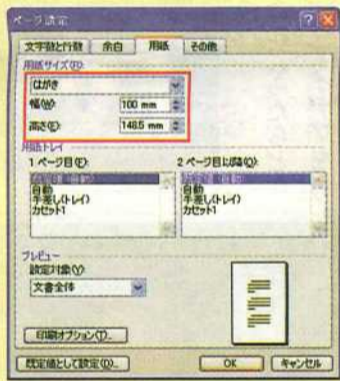 ページ設定
文字数と行数 余白 用紙 その他
用紙サイズ(R):
はがき
幅(W): 100 mm
高さ(E): 148.5 mm
用紙トレイ
1 ページ目(F): 2 ページ目以降(O):
自動 自動
手差し(トレイ) 手差し(トレイ)
カセット1 カセット1
プレビュー
設定対象(Y):
文書全体
印刷オプション(T)...
既定値として設定(D)... OK キャンセル